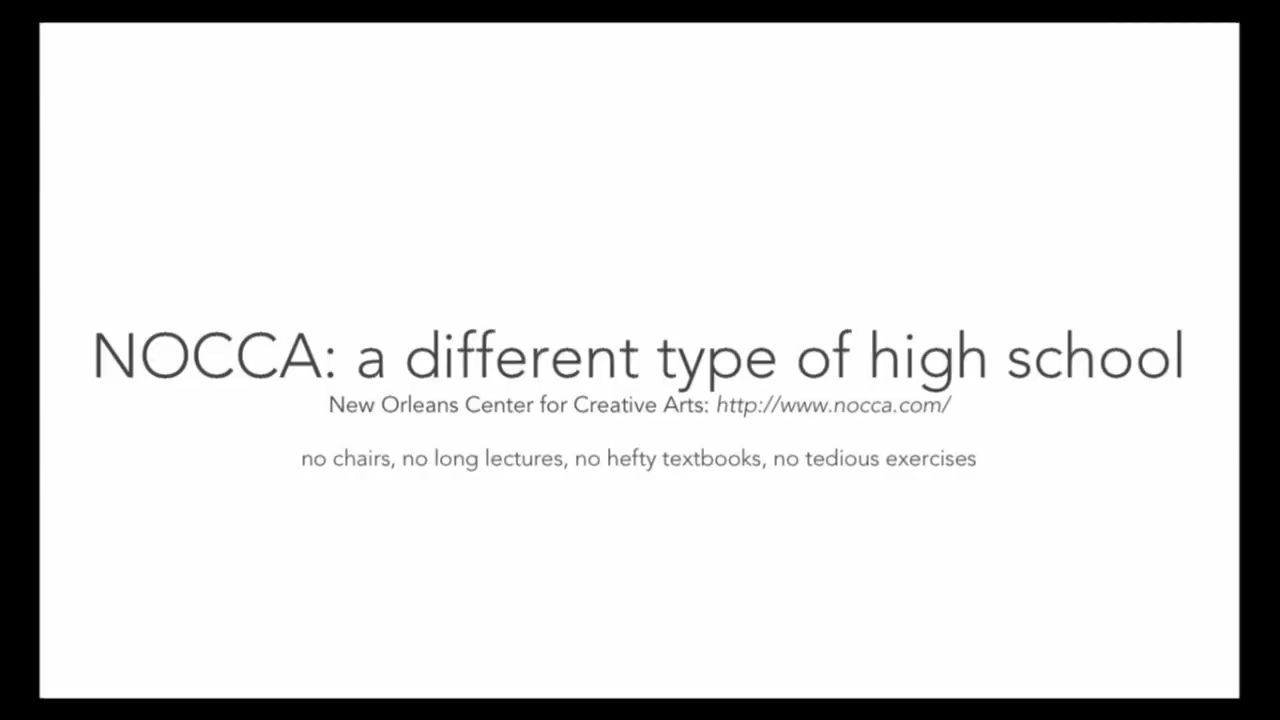 NOCCA: a different type of high school
New Orleans Center for Creative Arts: http://www.nocca.com/
no chairs, no long lectures, no hefty textbooks, no tedious exercises